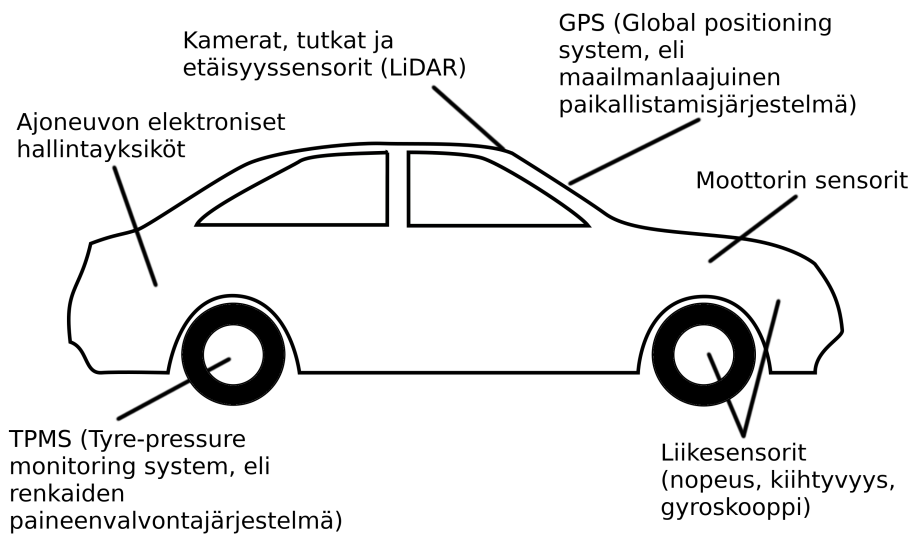 GPS (Global positioning
system, eli
maailmanlaajuinen
paikallistamisjärjestelmä)
Kamerat, tutkat ja
etäisyyssensorit (LiDAR)
Ajoneuvon elektroniset
hallintayksiköt
Moottorin sensorit
TPMS (Tyre-pressure
monitoring system, eli
renkaiden
paineenvalvontajärjestelmä)
Liikesensorit
(nopeus, kiihtyvyys,
gyroskooppi)